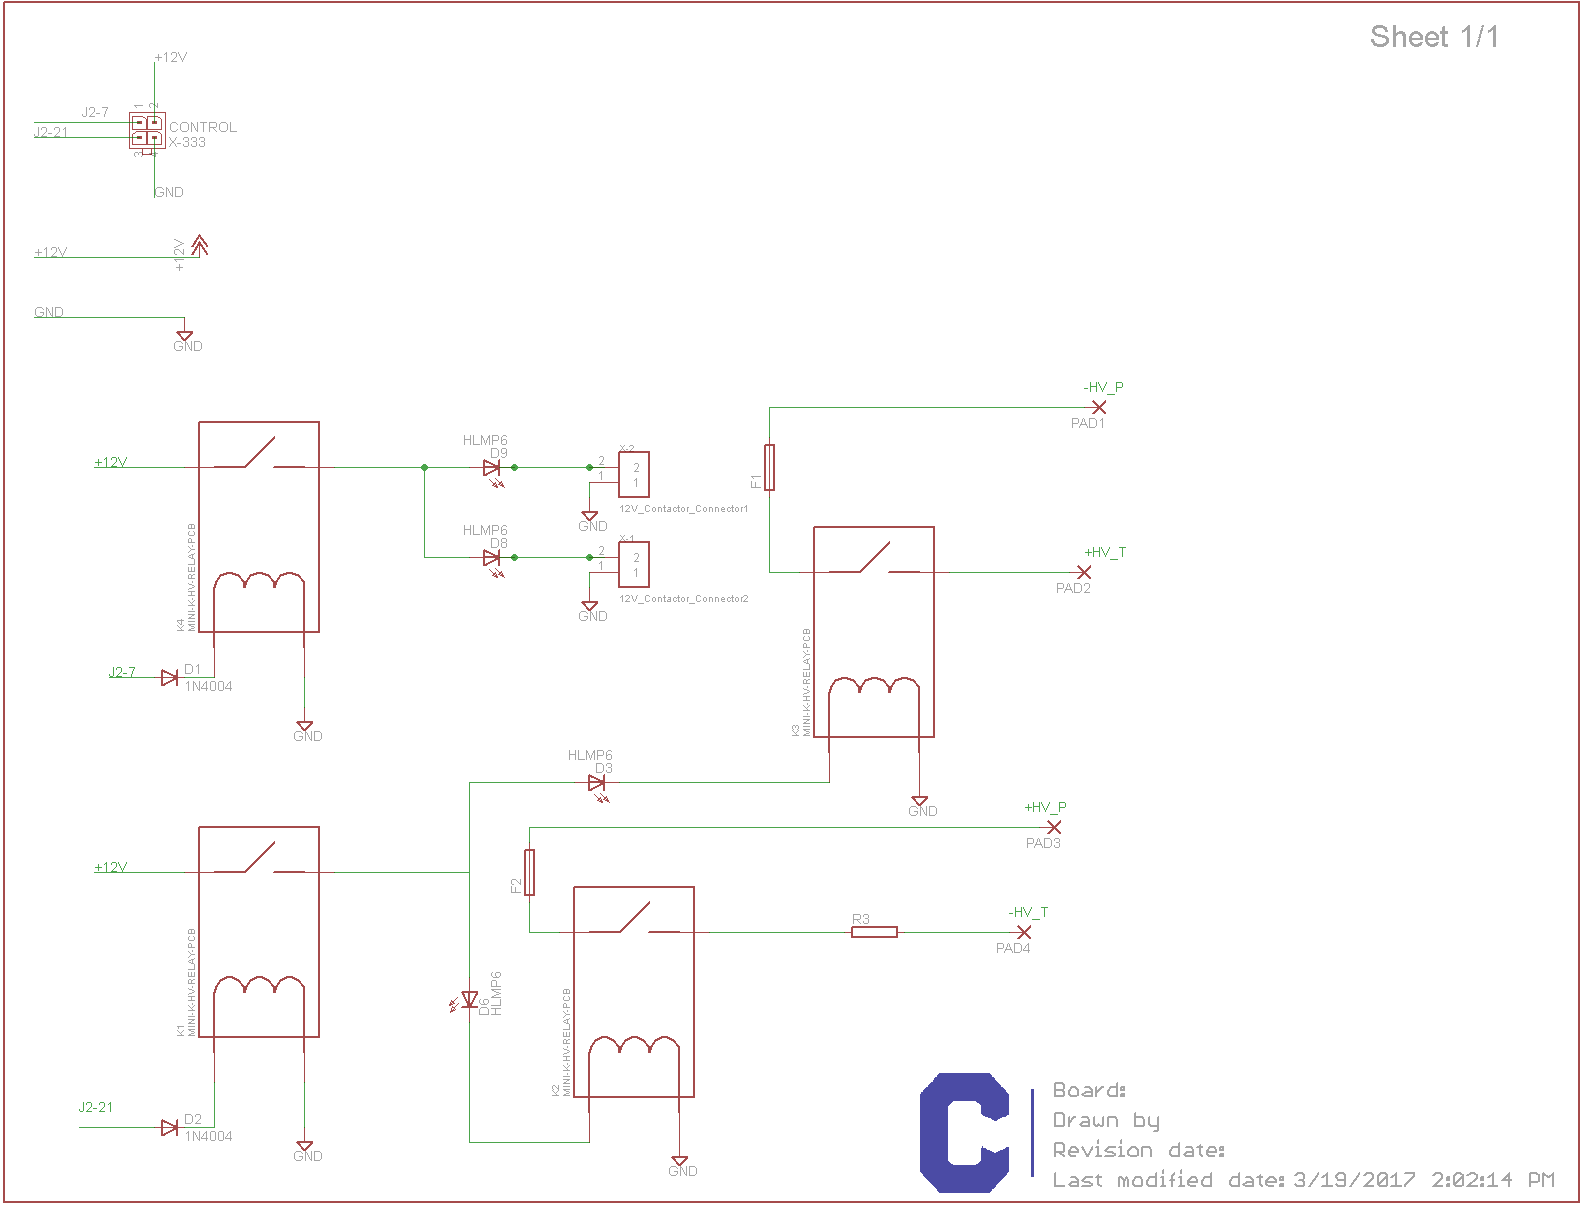 Sheet 1/1
+12V
J2-7
1
2
J2-21
CONTROL
X-333
3
4
GND
+12V
+12V
GND
GND
-HV_P
PAD1
F1
+HV_T
PAD2
+12V
K4
MINI-K-HV-RELAY-PCB
HLMP6
D9
X-2
2
1
2
1
12V_Contactor_Connector1
GND
HLMP6
D8
X-1
2
1
2
1
12V_Contactor_Connector2
GND
J2-7
D1
1N4004
GND
K3
MINI-K-HV-RELAY-PCB
HLMP6
D3
GND
+HV_P
PAD3
+12V
F2
K1
MINI-K-HV-RELAY-PCB
R3
-HV_T
PAD4
D6
HLMP6
K2
MINI-K-HV-RELAY-PCB
J2-21
D2
1N4004
GND
GND
C
Board:
Drawn by
Revision date:
Last modified date: 3/19/2017 2:02:14 PM